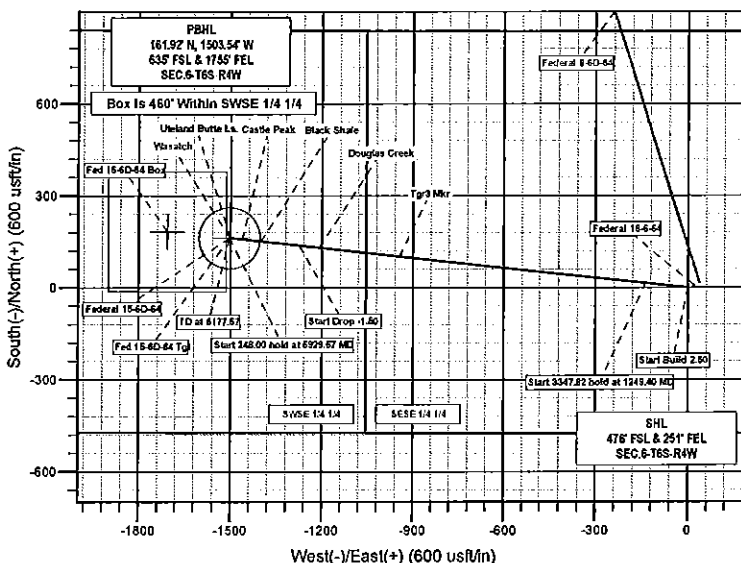 PBHL
161.92' N, 1503.54' W
635' FSL & 1755' FEL
SEC.6-T6S-R4W
Box Is 460' Within SWSE 1/4 1/4
Federal 8-6D-64
Uteland Butte Ls.
Castle Peak
Black Shale
Wasatch
Douglas Creek
Fed 15-6D-64 Box
Tgr3 Mkr
Federal 16-6-64
Federal 15-6D-64
TD at 6177.57
Start Drop -1.50
Fed 15-6D-64 Tgt
Start 248.00 hold at 5929.57 MD
Start Build 2.50
Start 3347.82 hold at 1249.40 MD
SWSE 1/4 1/4
SESE 1/4 1/4
SHL
476' FSL & 251' FEL
SEC.6-T6S-R4W
600
300
0
-300
-600
South(-)/North(+) (600 usft/in)
-1800
-1500
-1200
-900
-600
-300
0
West(-)/East(+) (600 usft/in)